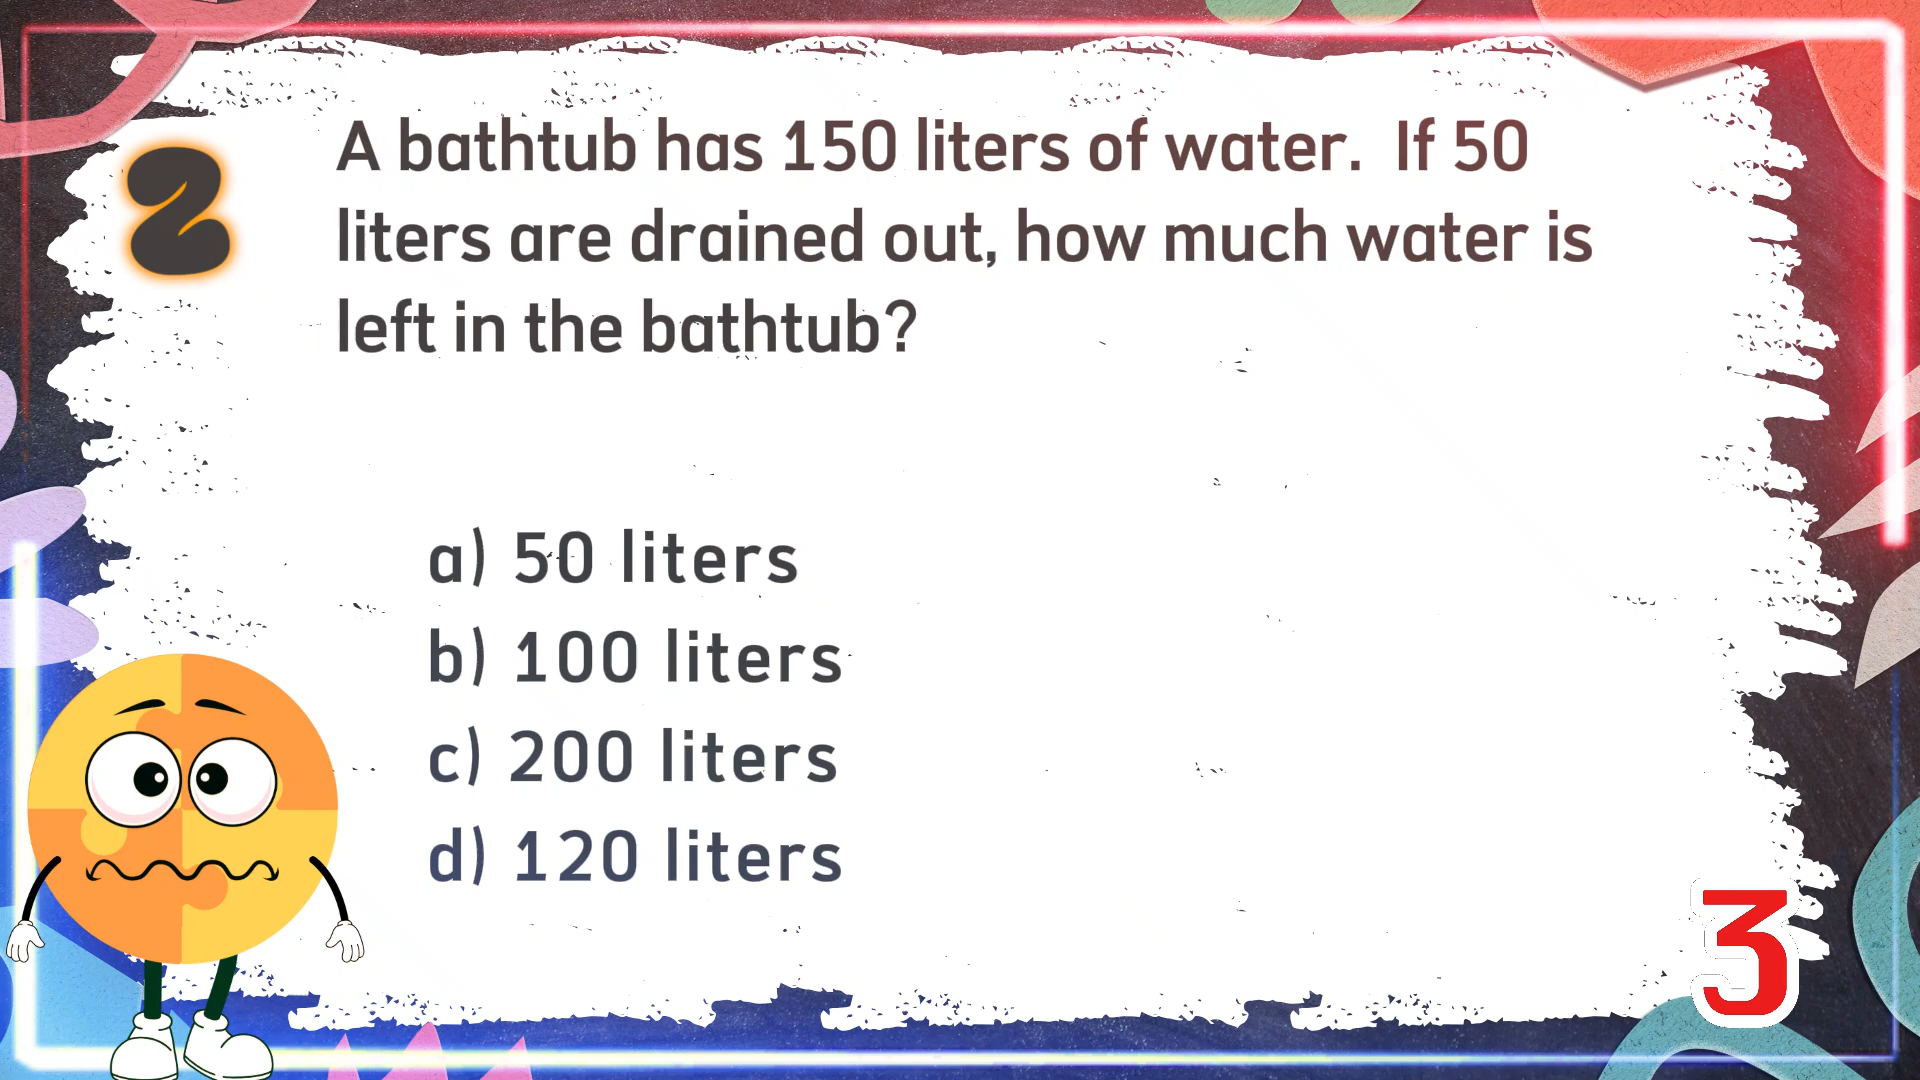 2
A bathtub has 150 liters of water. If 50
liters are drained out, how much water is
left in the bathtub?
a) 50 liters
b) 100 liters
c) 200 liters
d) 120 liters
3